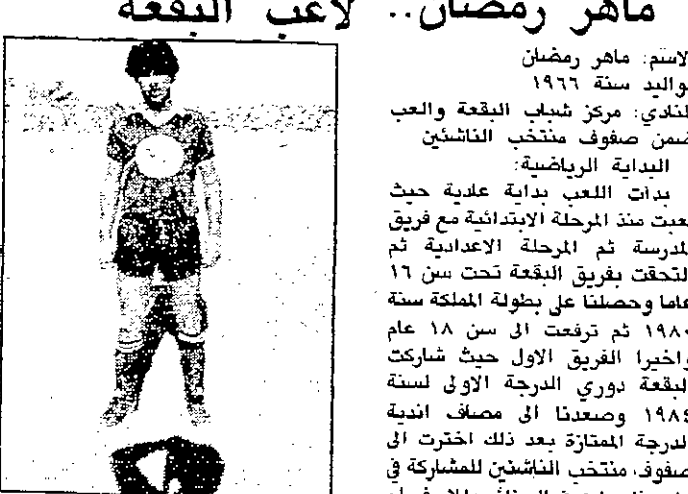 ماهر رمضان.. لاعب البقعة
الاسم: ماهر رمضان
مواليد سنة ١٩٦٦
النادي: مركز شباب البقعة والعب
ضمن صفوف منتخب الناشئين
البداية الرياضية:
بدأت اللعب بداية عادية حيث
لعبت منذ المرحلة الابتدائية مع فريق
المدرسة ثم المرحلة الاعدادية ثم
التحقت بفريق البقعة تحت سن ١٦
عاما وحصلنا على بطولة المملكة سنة
١٩٨٠ ثم ترفعت الى سن ١٨ عام
واخيرا الفريق الاول حيث شاركت
البقعة دوري الدرجة الاولى لسنة
١٩٨٤ وصعدنا الى مصاف اندية
الدرجة الممتازة بعد ذلك اخترت الى
صفوف منتخب الناشئين للمشاركة في